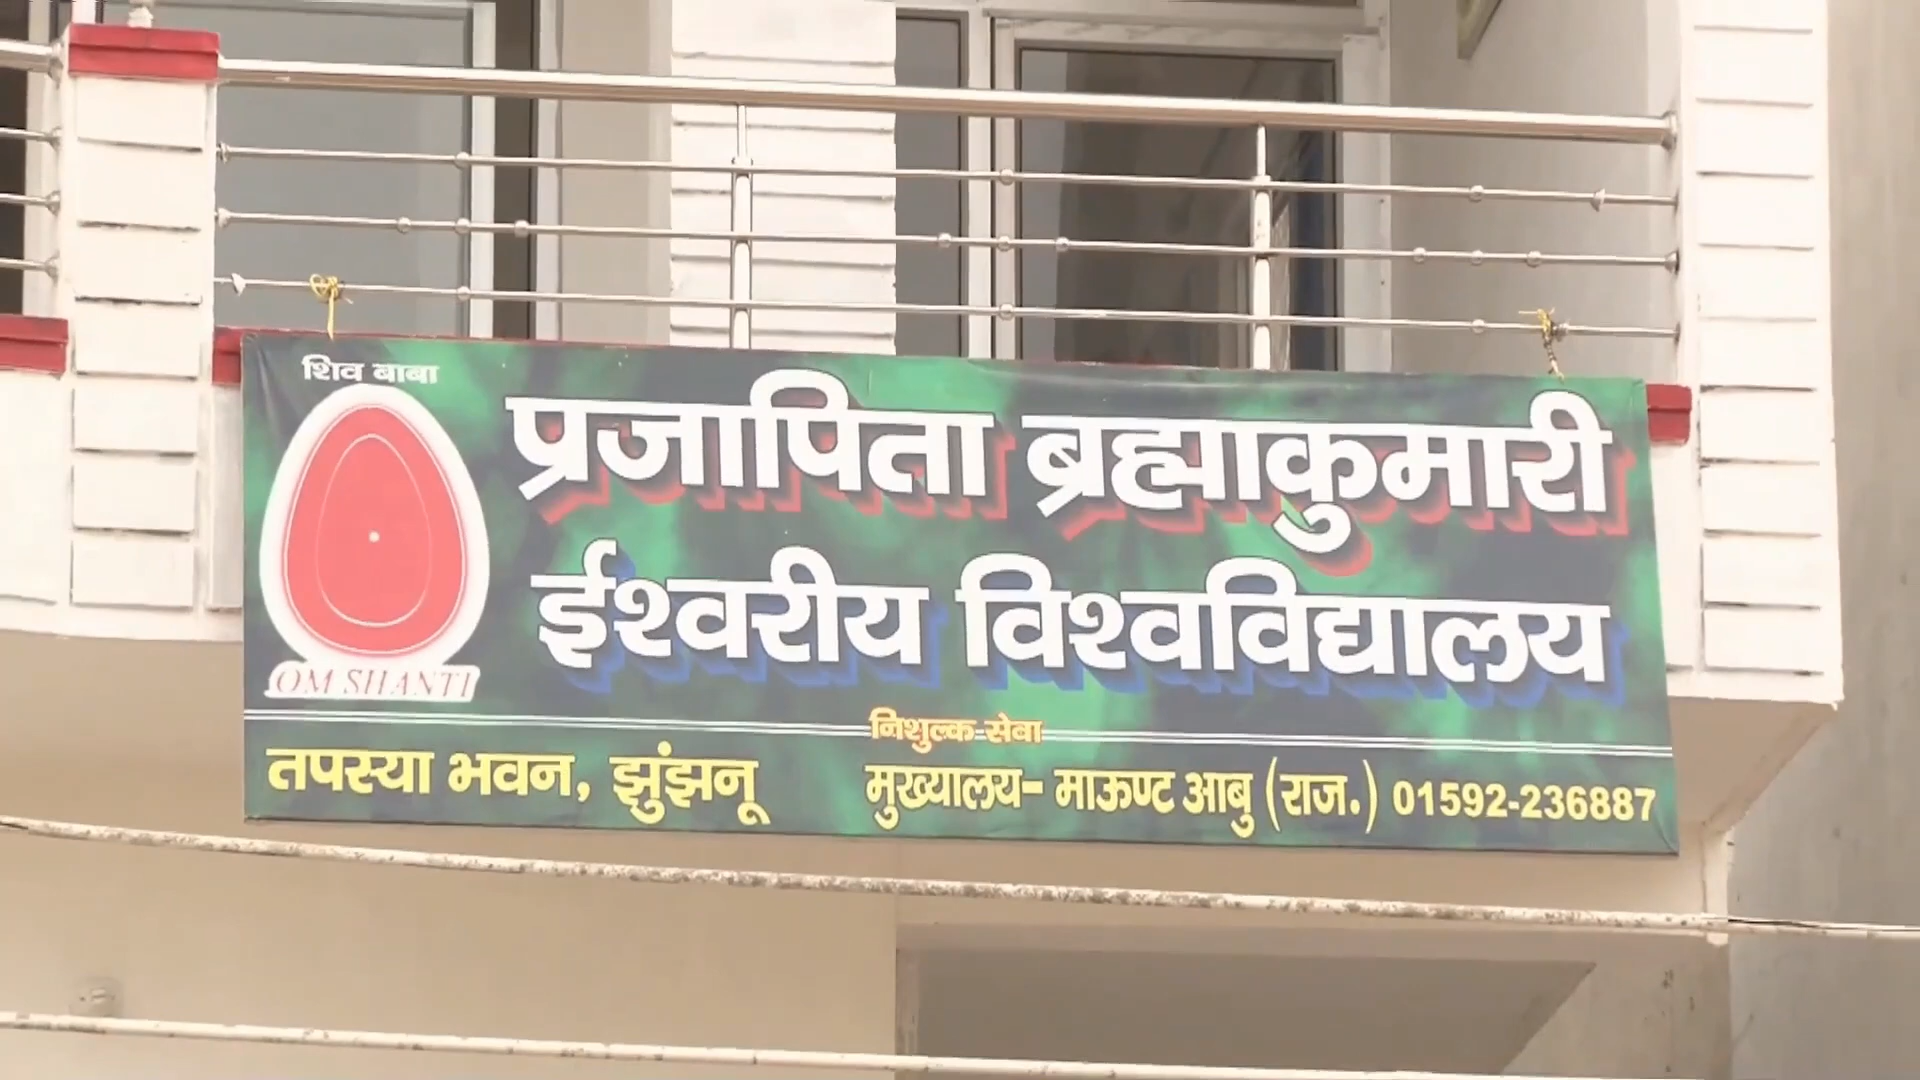 शिव बाबा
प्रजापिता ब्रह्माकुमारी
ईश्वरीय विश्वविद्यालय
OM SHANTI
निशुल्क सेवा
तपस्या भवन, झुंझनू
मुख्यालय- माऊण्ट आबु (राज.) 01592-236887